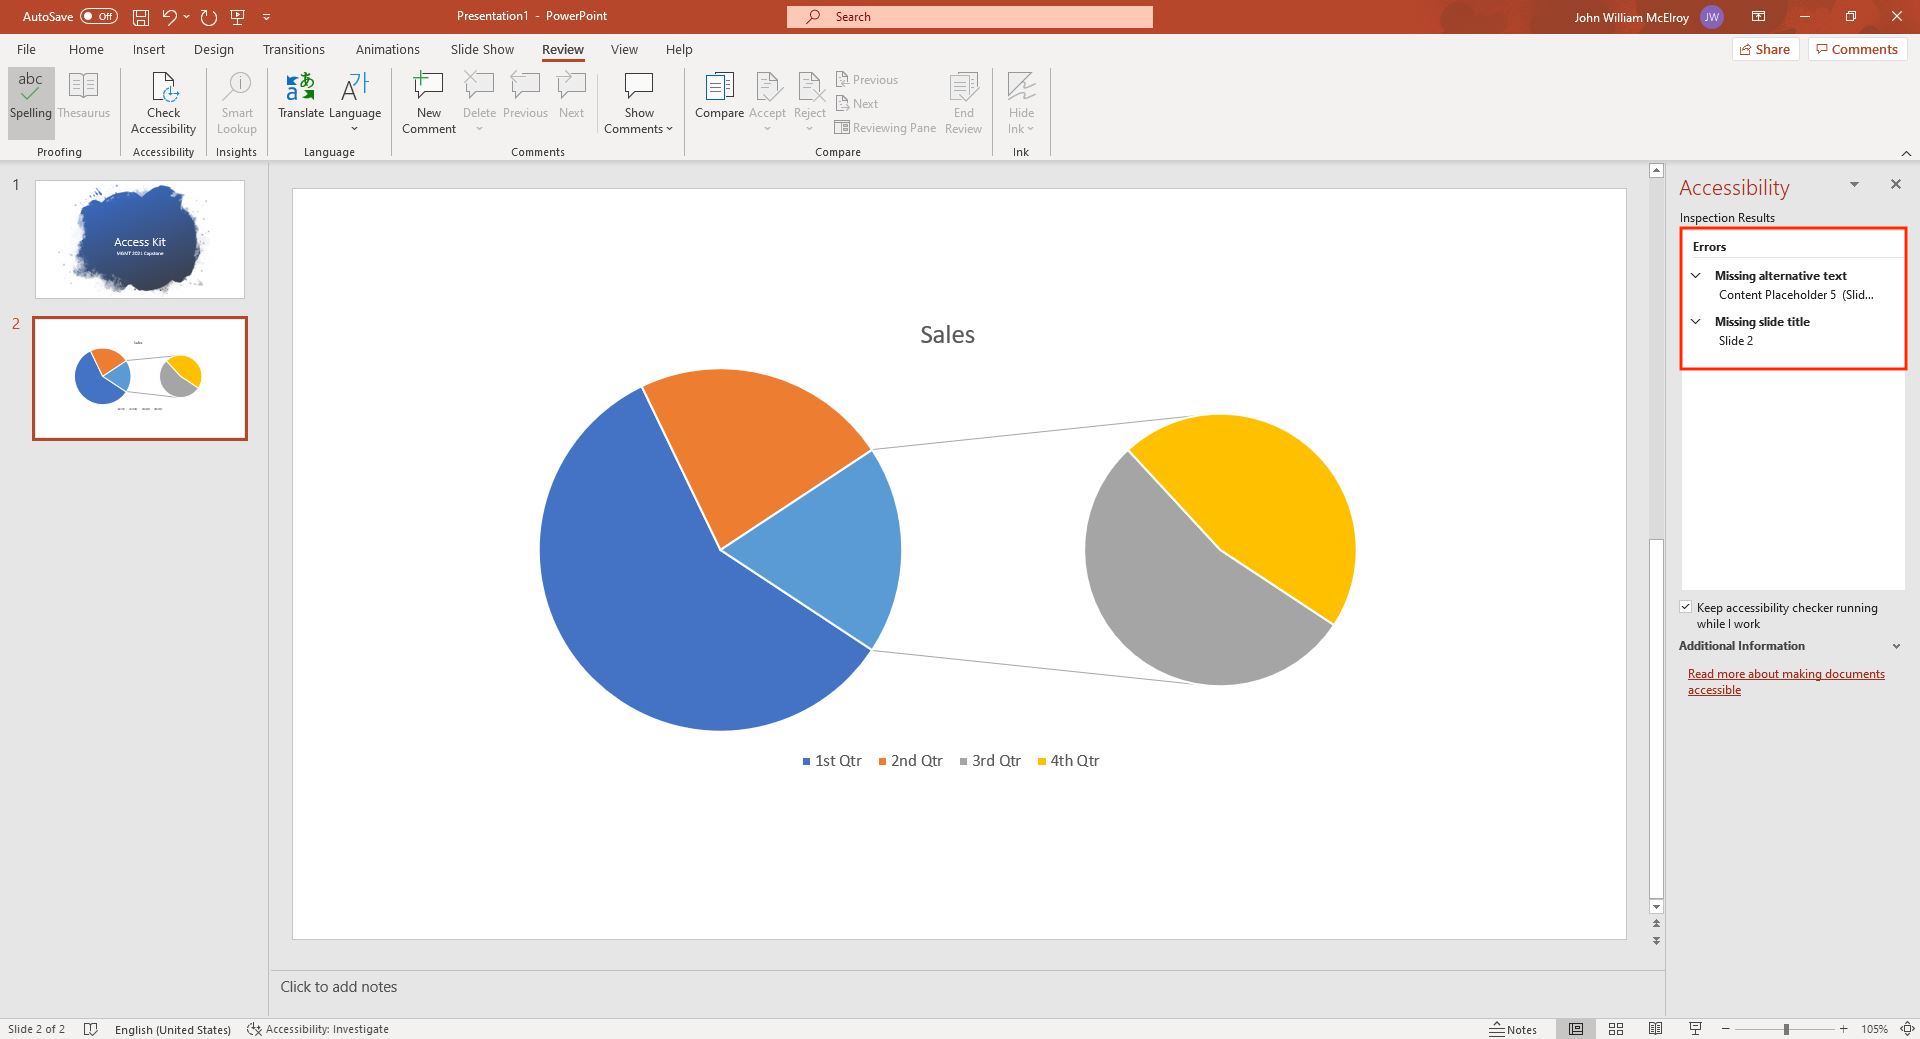 AutoSave Off
Presentation1 - PowerPoint
Search
John William McElroy JW
File Home Insert Design Transitions Animations Slide Show Review View Help
Share Comments
abc
Spelling
Thesaurus
Proofing
Check
Accessibility
Accessibility
Smart
Lookup
Insights
Translate
Language
Language
New
Comment
Delete
Previous
Next
Show
Comments
Comments
Compare
Accept
Reject
Previous
Next
Reviewing Pane
End
Review
Compare
Hide
Ink
Ink
1
Access Kit
MGMT 2021 Capstone
2
Sales
Sales
1st Qtr 2nd Qtr 3rd Qtr 4th Qtr
Click to add notes
Accessibility
Inspection Results
Errors
Missing alternative text
Content Placeholder 5 (Slid...
Missing slide title
Slide 2
Keep accessibility checker running
while I work
Additional Information
Read more about making documents
accessible
Slide 2 of 2
English (United States)
Accessibility: Investigate
Notes
105%